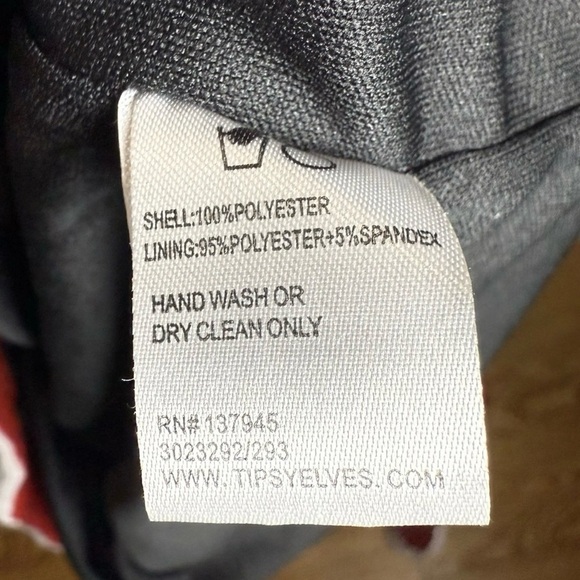 SHELL:100%POLYESTER
LINING:95%POLYESTER+5%SPANDEX
HAND WASH OR
DRY CLEAN ONLY
RN# 137945
3023292/293
WWW. TIPSYELVES. COM